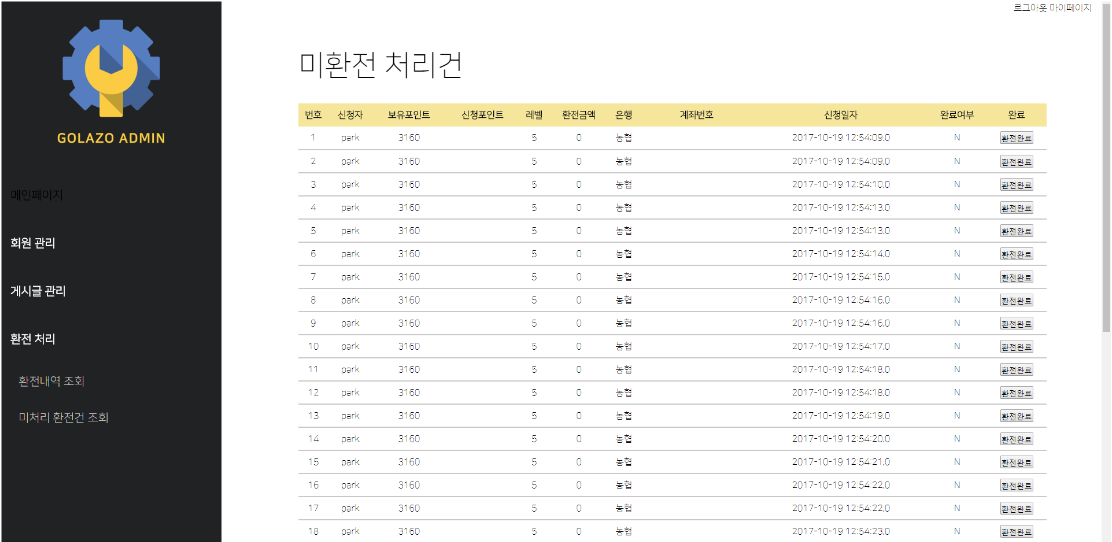 로그아웃 마이페이지
GOLAZO ADMIN
메인페이지
회원 관리
게시글 관리
환전 처리
환전내역 조회
미처리 환전건 조회
미환전 처리건
번호 신청자 보유포인트 신청포인트 레벨 환전금액 은행 계좌번호 신청일자 완료여부 완료
1 park 3160 5 0 농협 2017-10-19 12:54:09.0 N 환전완료
2 park 3160 5 0 농협 2017-10-19 12:54:09.0 N 환전완료
3 park 3160 5 0 농협 2017-10-19 12:54:10.0 N 환전완료
4 park 3160 5 0 농협 2017-10-19 12:54:13.0 N 환전완료
5 park 3160 5 0 농협 2017-10-19 12:54:13.0 N 환전완료
6 park 3160 5 0 농협 2017-10-19 12:54:14.0 N 환전완료
7 park 3160 5 0 농협 2017-10-19 12:54:15.0 N 환전완료
8 park 3160 5 0 농협 2017-10-19 12:54:16.0 N 환전완료
9 park 3160 5 0 농협 2017-10-19 12:54:16.0 N 환전완료
10 park 3160 5 0 농협 2017-10-19 12:54:17.0 N 환전완료
11 park 3160 5 0 농협 2017-10-19 12:54:18.0 N 환전완료
12 park 3160 5 0 농협 2017-10-19 12:54:18.0 N 환전완료
13 park 3160 5 0 농협 2017-10-19 12:54:19.0 N 환전완료
14 park 3160 5 0 농협 2017-10-19 12:54:20.0 N 환전완료
15 park 3160 5 0 농협 2017-10-19 12:54:21.0 N 환전완료
16 park 3160 5 0 농협 2017-10-19 12:54:22.0 N 환전완료
17 park 3160 5 0 농협 2017-10-19 12:54:22.0 N 환전완료
18 park 3160 5 0 농협 2017-10-19 12:54:23.0 N 환전완료